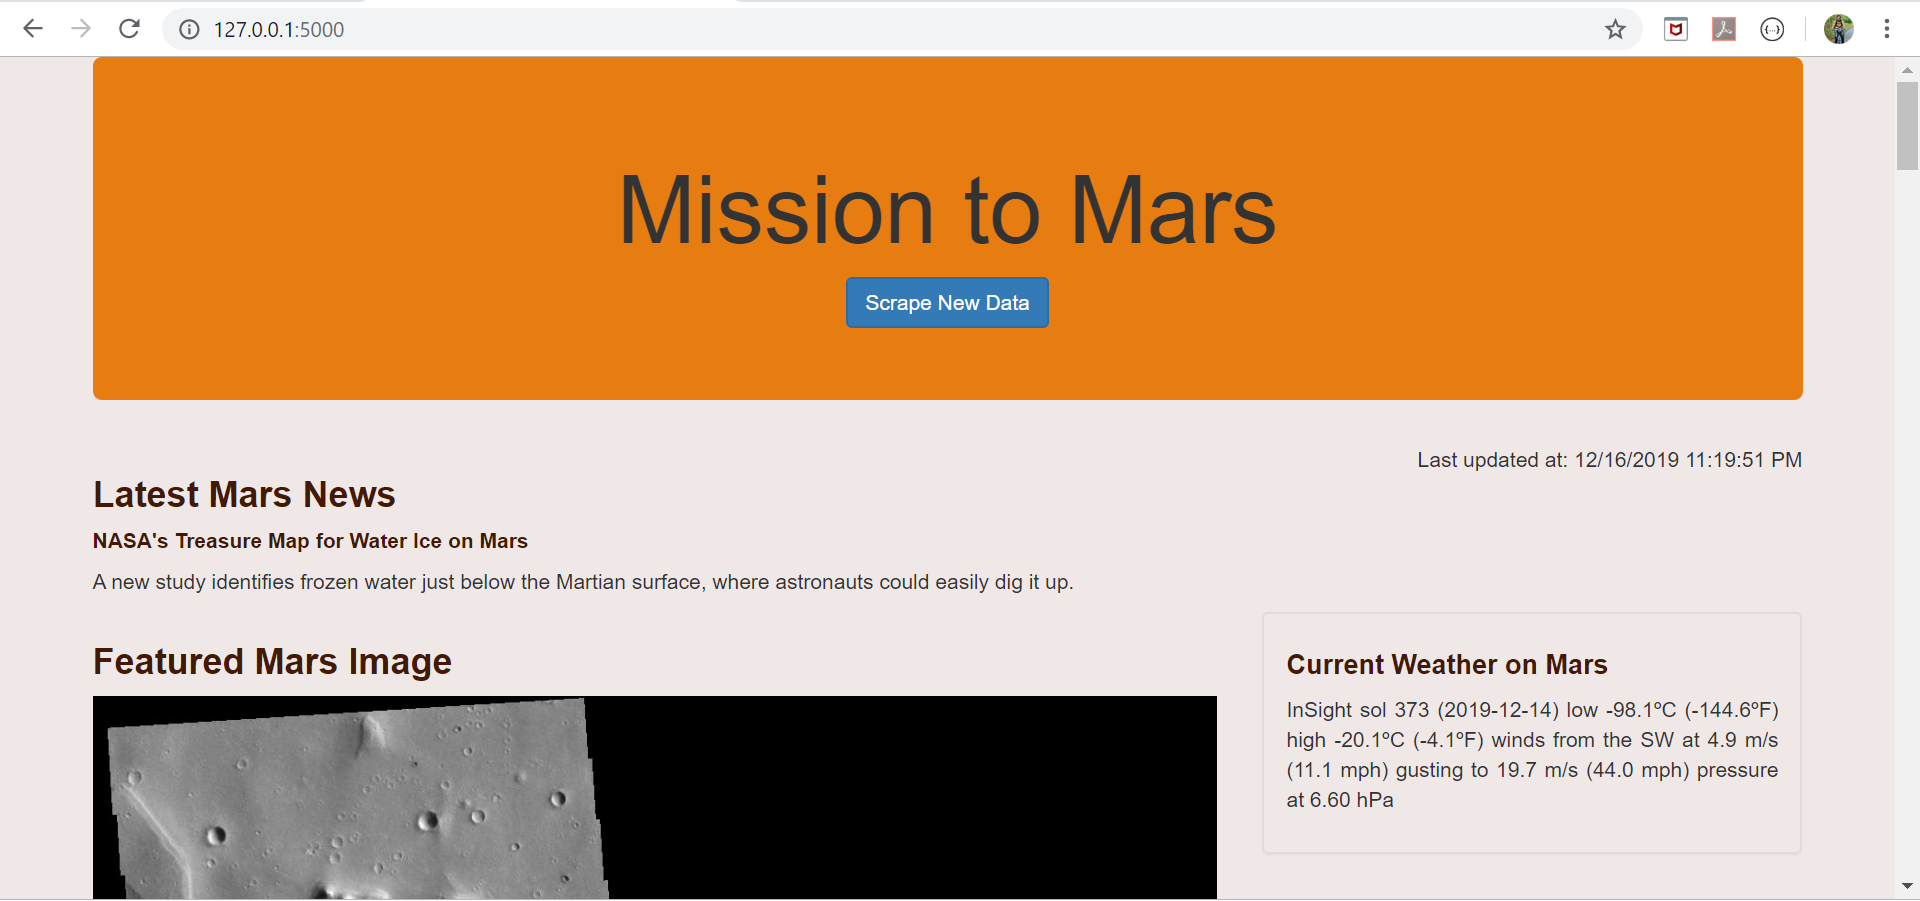 127.0.0.1:5000
Mission to Mars
Scrape New Data
Last updated at: 12/16/2019 11:19:51 PM
Latest Mars News
NASA's Treasure Map for Water Ice on Mars
A new study identifies frozen water just below the Martian surface, where astronauts could easily dig it up.
Featured Mars Image
Current Weather on Mars
InSight sol 373 (2019-12-14) low -98.1ºC (-144.6ºF)
high -20.1ºC (-4.1ºF) winds from the SW at 4.9 m/s
(11.1 mph) gusting to 19.7 m/s (44.0 mph) pressure
at 6.60 hPa